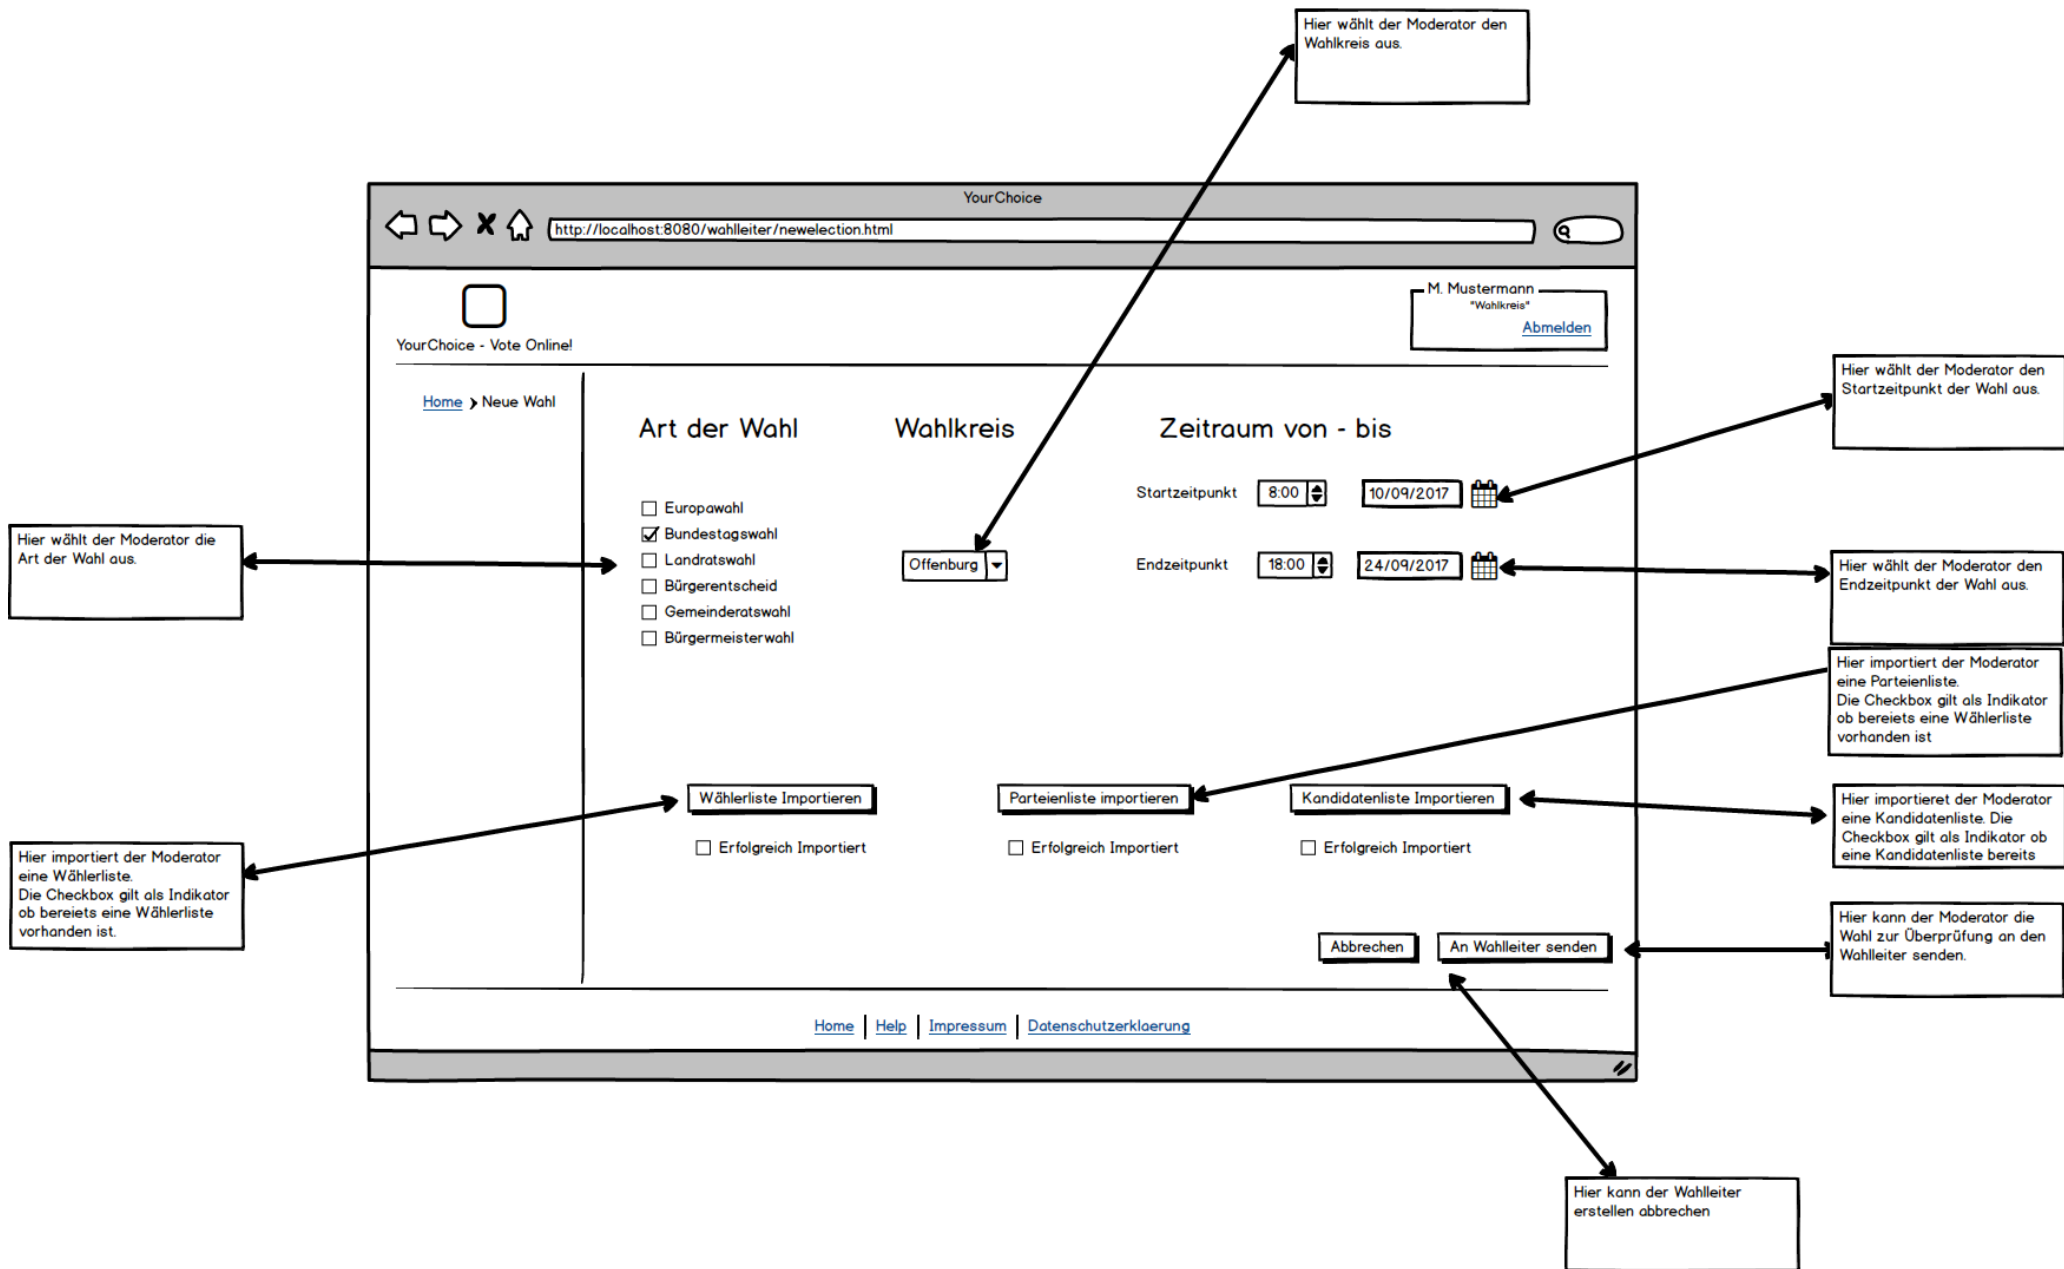 Hier wählt der Moderator den
Wahlkreis aus.
YourChoice
http://localhost:8080/wahlleiter/newelection.html
M. Mustermann
"Wahlkreis"
Abmelden
YourChoice - Vote Online!
Home
Neue Wahl
Art der Wahl
Wahlkreis
Zeitraum von - bis
Hier wählt der Moderator den
Startzeitpunkt der Wahl aus.
Startzeitpunkt
8:00
10/09/2017
Europawahl
Bundestagswahl
Landratswahl
Bürgerentscheid
Gemeinderatswahl
Bürgermeisterwahl
Hier wählt der Moderator die
Art der Wahl aus.
Offenburg
Endzeitpunkt
18:00
24/09/2017
Hier wählt der Moderator den
Endzeitpunkt der Wahl aus.
Hier importiert der Moderator
eine Parteienliste.
Die Checkbox gilt als Indikator
ob bereiets eine Wählerliste
vorhanden ist
Wählerliste Importieren
Parteienliste importieren
Kandidatenliste Importieren
Erfolgreich Importiert
Erfolgreich Importiert
Erfolgreich Importiert
Hier importieret der Moderator
eine Kandidatenliste. Die
Checkbox gilt als Indikator ob
eine Kandidatenliste bereits
Hier importiert der Moderator
eine Wählerliste.
Die Checkbox gilt als Indikator
ob bereiets eine Wählerliste
vorhanden ist.
Abbrechen
An Wahlleiter senden
Hier kann der Moderator die
Wahl zur Überprüfung an den
Wahlleiter senden.
Home
Help
Impressum
Datenschutzerklaerung
Hier kann der Wahlleiter
erstellen abbrechen